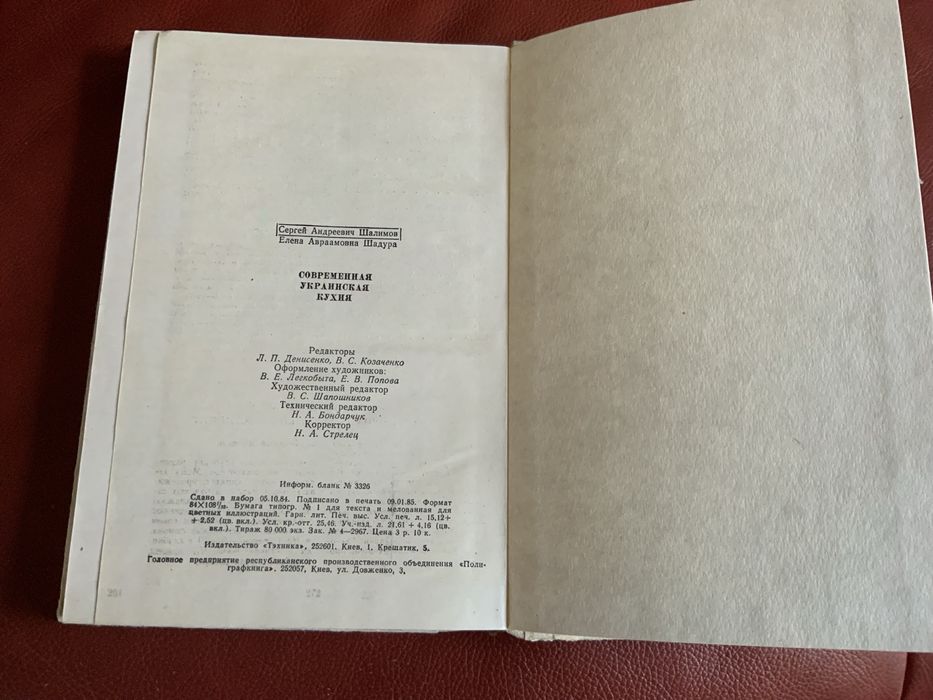 Сергей Андреевич Шалимов
Елена Авраамовна Шадура
СОВРЕМЕННАЯ
УКРАИНСКАЯ
КУХНЯ
Редакторы
Л. П. Денисенко, В. С. Козаченко
Оформление художников:
В. Е. Легкобыта, Е. В. Попова
Художественный редактор
В. С. Шапошников
Технический редактор
Н. А. Бондарчук
Корректор
Н. А. Стрелец
Информ. бланк № 3326
Сдано в набор 05.10.84. Подписано в печать 09.01.85. Формат
84×108¹/₃₂. Бумага типогр. № 1 для текста и мелованная для
цветных иллюстраций. Гарн. лит. Печ. выс. Усл. печ. л. 15,12+
+ 2,52 (цв. вкл.). Усл. кр.-отт. 25,46. Уч.-изд. л. 21,61 + 4,16 (цв.
вкл.). Тираж 80 000 экз. Зак. № 4—2967. Цена 3 р. 10 к.
Издательство «Тэхника», 252601, Киев, 1, Крещатик, 5.
Головное предприятие республиканского производственного объединения «Поли-
графкнига». 252057, Киев, ул. Довженко, 3.